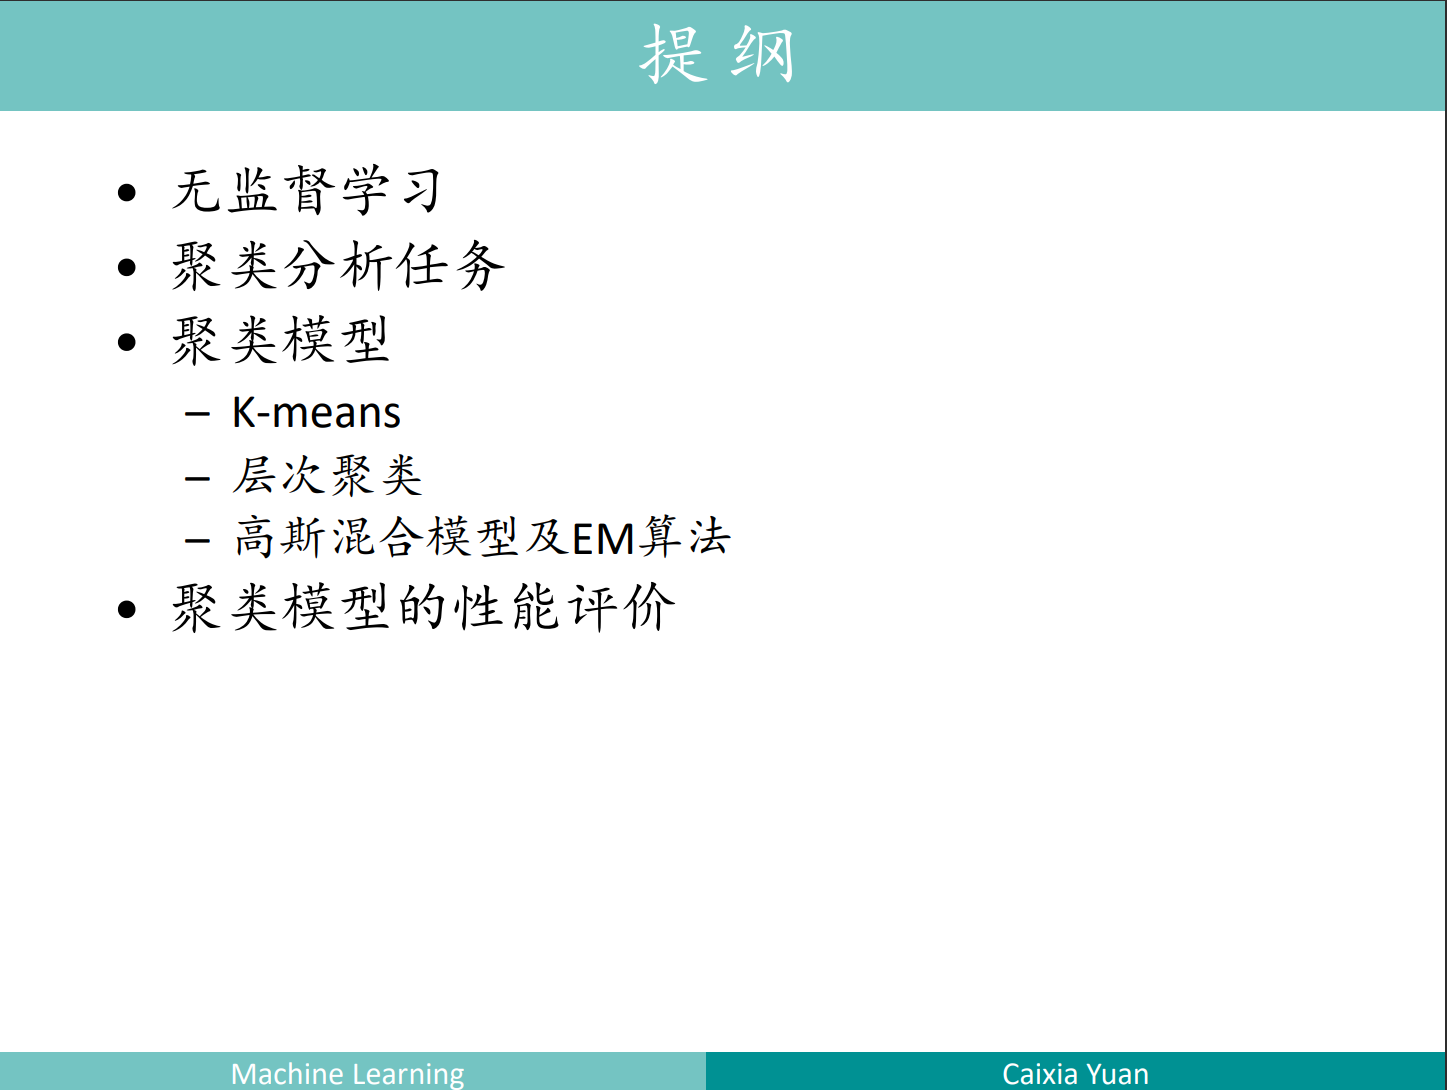 提 纲
• 无监督学习
• 聚类分析任务
• 聚类模型
– K-means
– 层次聚类
– 高斯混合模型及EM算法
• 聚类模型的性能评价
Machine Learning
Caixia Yuan